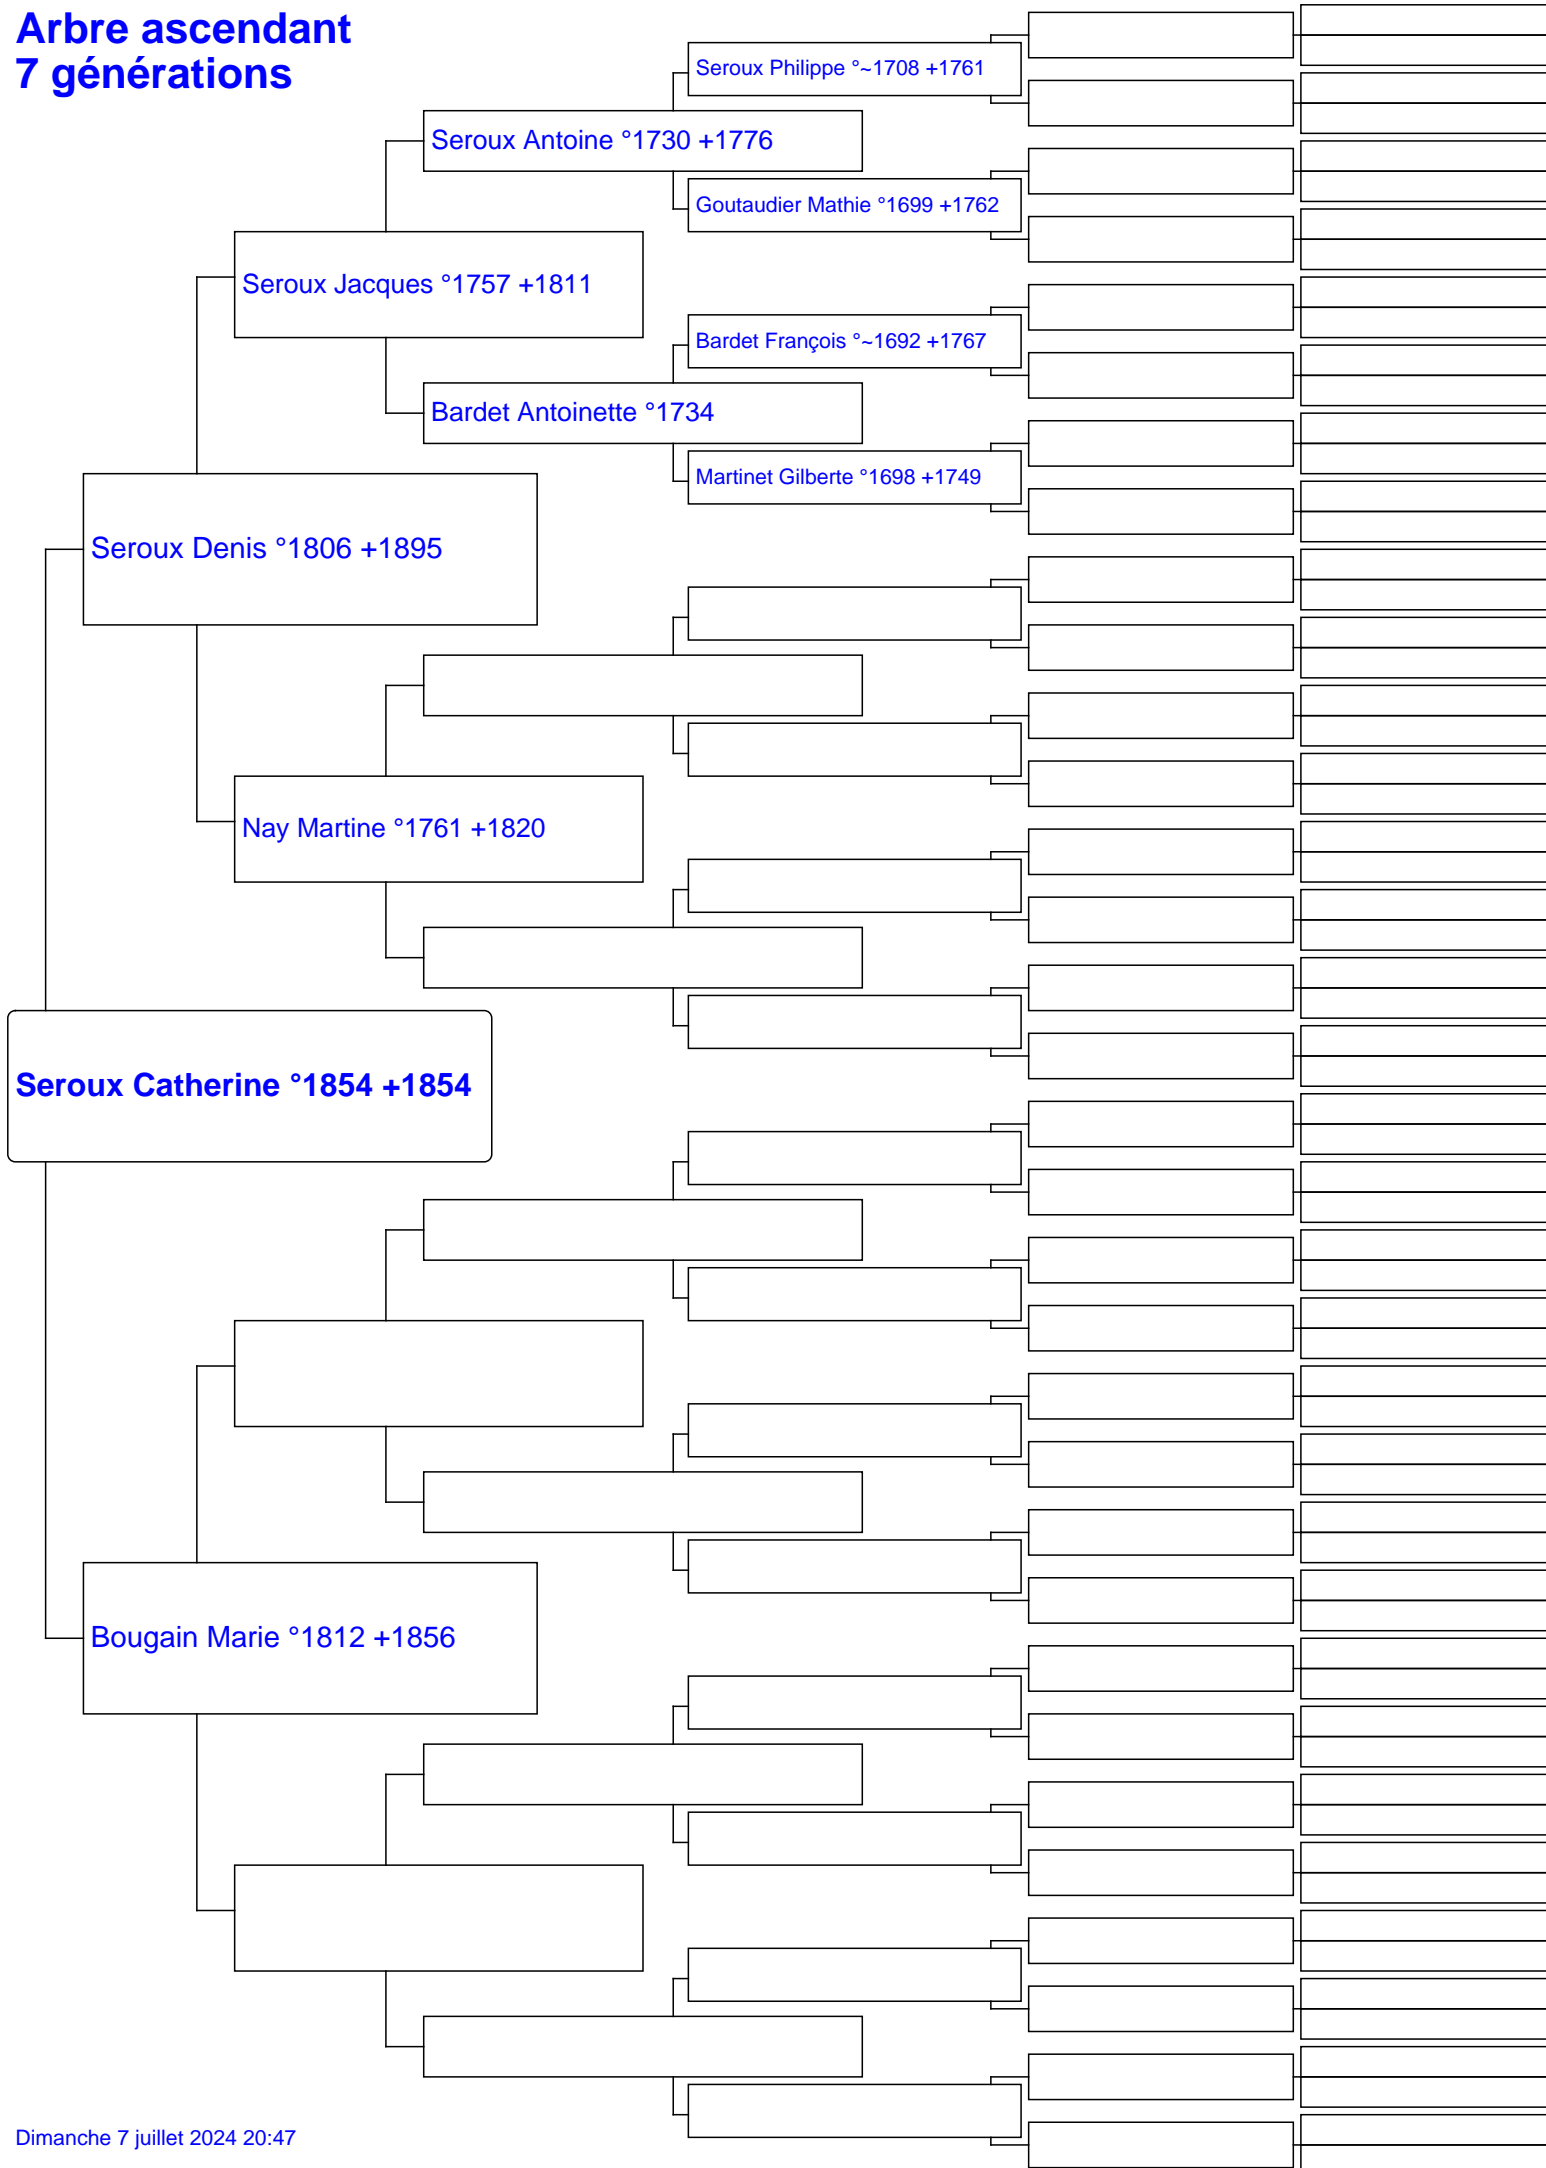 Arbre ascendant
7 générations
Seroux Philippe °~1708 +1761
Seroux Antoine °1730 +1776
Goutaudier Mathie °1699 +1762
Seroux Jacques °1757 +1811
Bardet François °~1692 +1767
Bardet Antoinette °1734
Martinet Gilberte °1698 +1749
Seroux Denis °1806 +1895
Nay Martine °1761 +1820
Seroux Catherine °1854 +1854
Bougain Marie °1812 +1856
Dimanche 7 juillet 2024 20:47